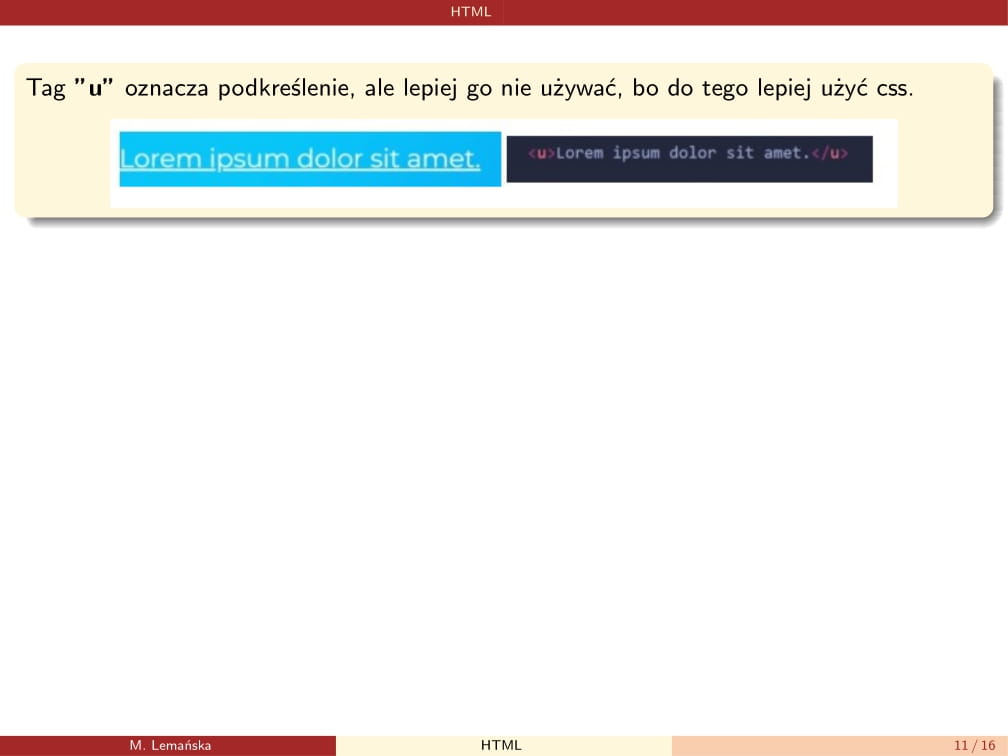 HTML
Tag ”u” oznacza podkreślenie, ale lepiej go nie używać, bo do tego lepiej użyć css.
Lorem ipsum dolor sit amet. <u>Lorem ipsum dolor sit amet.</u>
M. Lemańska HTML 11 / 16